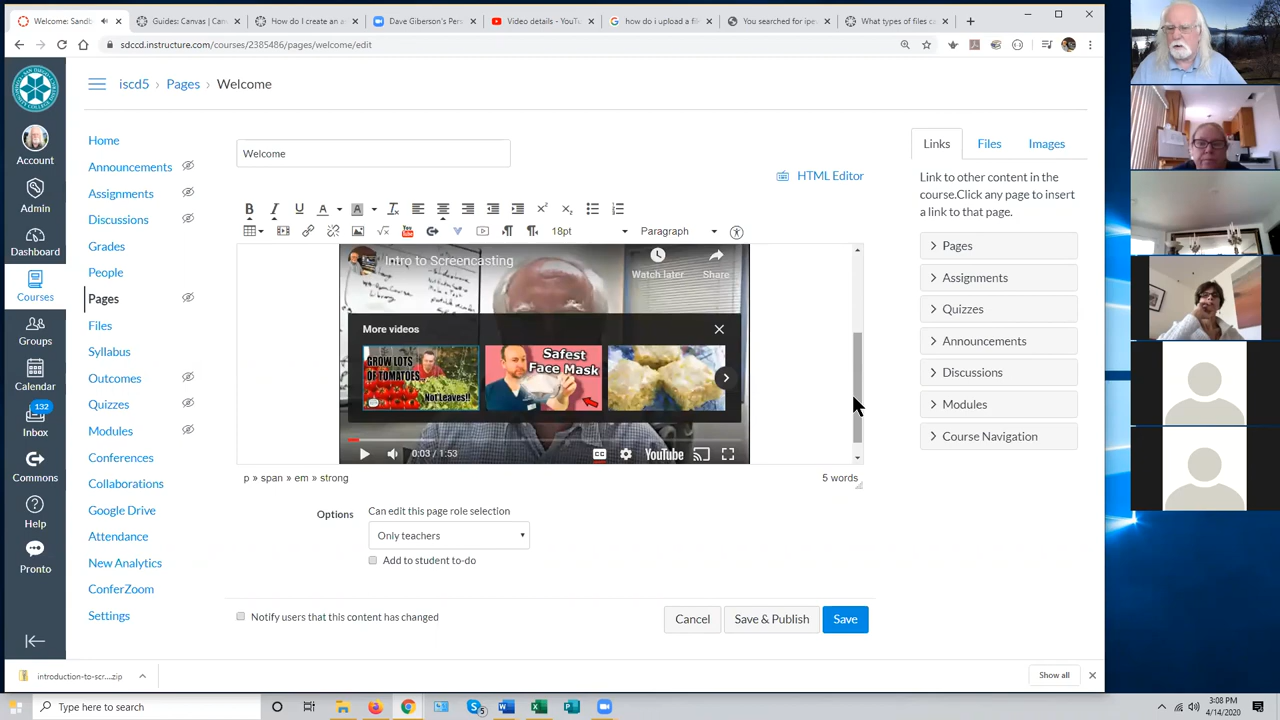 Welcome: Sandb
Guides: Canvas | Can
How do I create an a
Dave Giberson's Pers
Video details - YouTu
how do i upload a fil
You searched for ipe
What types of files ca
sdccd.instructure.com/courses/2385486/pages/welcome/edit
iscd5 › Pages › Welcome
Account
Admin
Dashboard
Courses
Groups
Calendar
132
Inbox
Commons
Help
Pronto
Home
Announcements
Assignments
Discussions
Grades
People
Pages
Files
Syllabus
Outcomes
Quizzes
Modules
Conferences
Collaborations
Google Drive
Attendance
New Analytics
ConferZoom
Settings
Welcome
HTML Editor
18pt
Paragraph
Intro to Screencasting
Watch later
Share
More videos
GROW LOTS
OF TOMATOES
Not Leaves!!
Safest
Face Mask
0:03 / 1:53
CC
YouTube
p » span » em » strong
5 words
Options
Can edit this page role selection
Only teachers
Add to student to-do
Notify users that this content has changed
Cancel
Save & Publish
Save
Links
Files
Images
Link to other content in the
course.Click any page to insert
a link to that page.
Pages
Assignments
Quizzes
Announcements
Discussions
Modules
Course Navigation
introduction-to-scr....zip
Show all
Type here to search
3:08 PM
4/14/2020